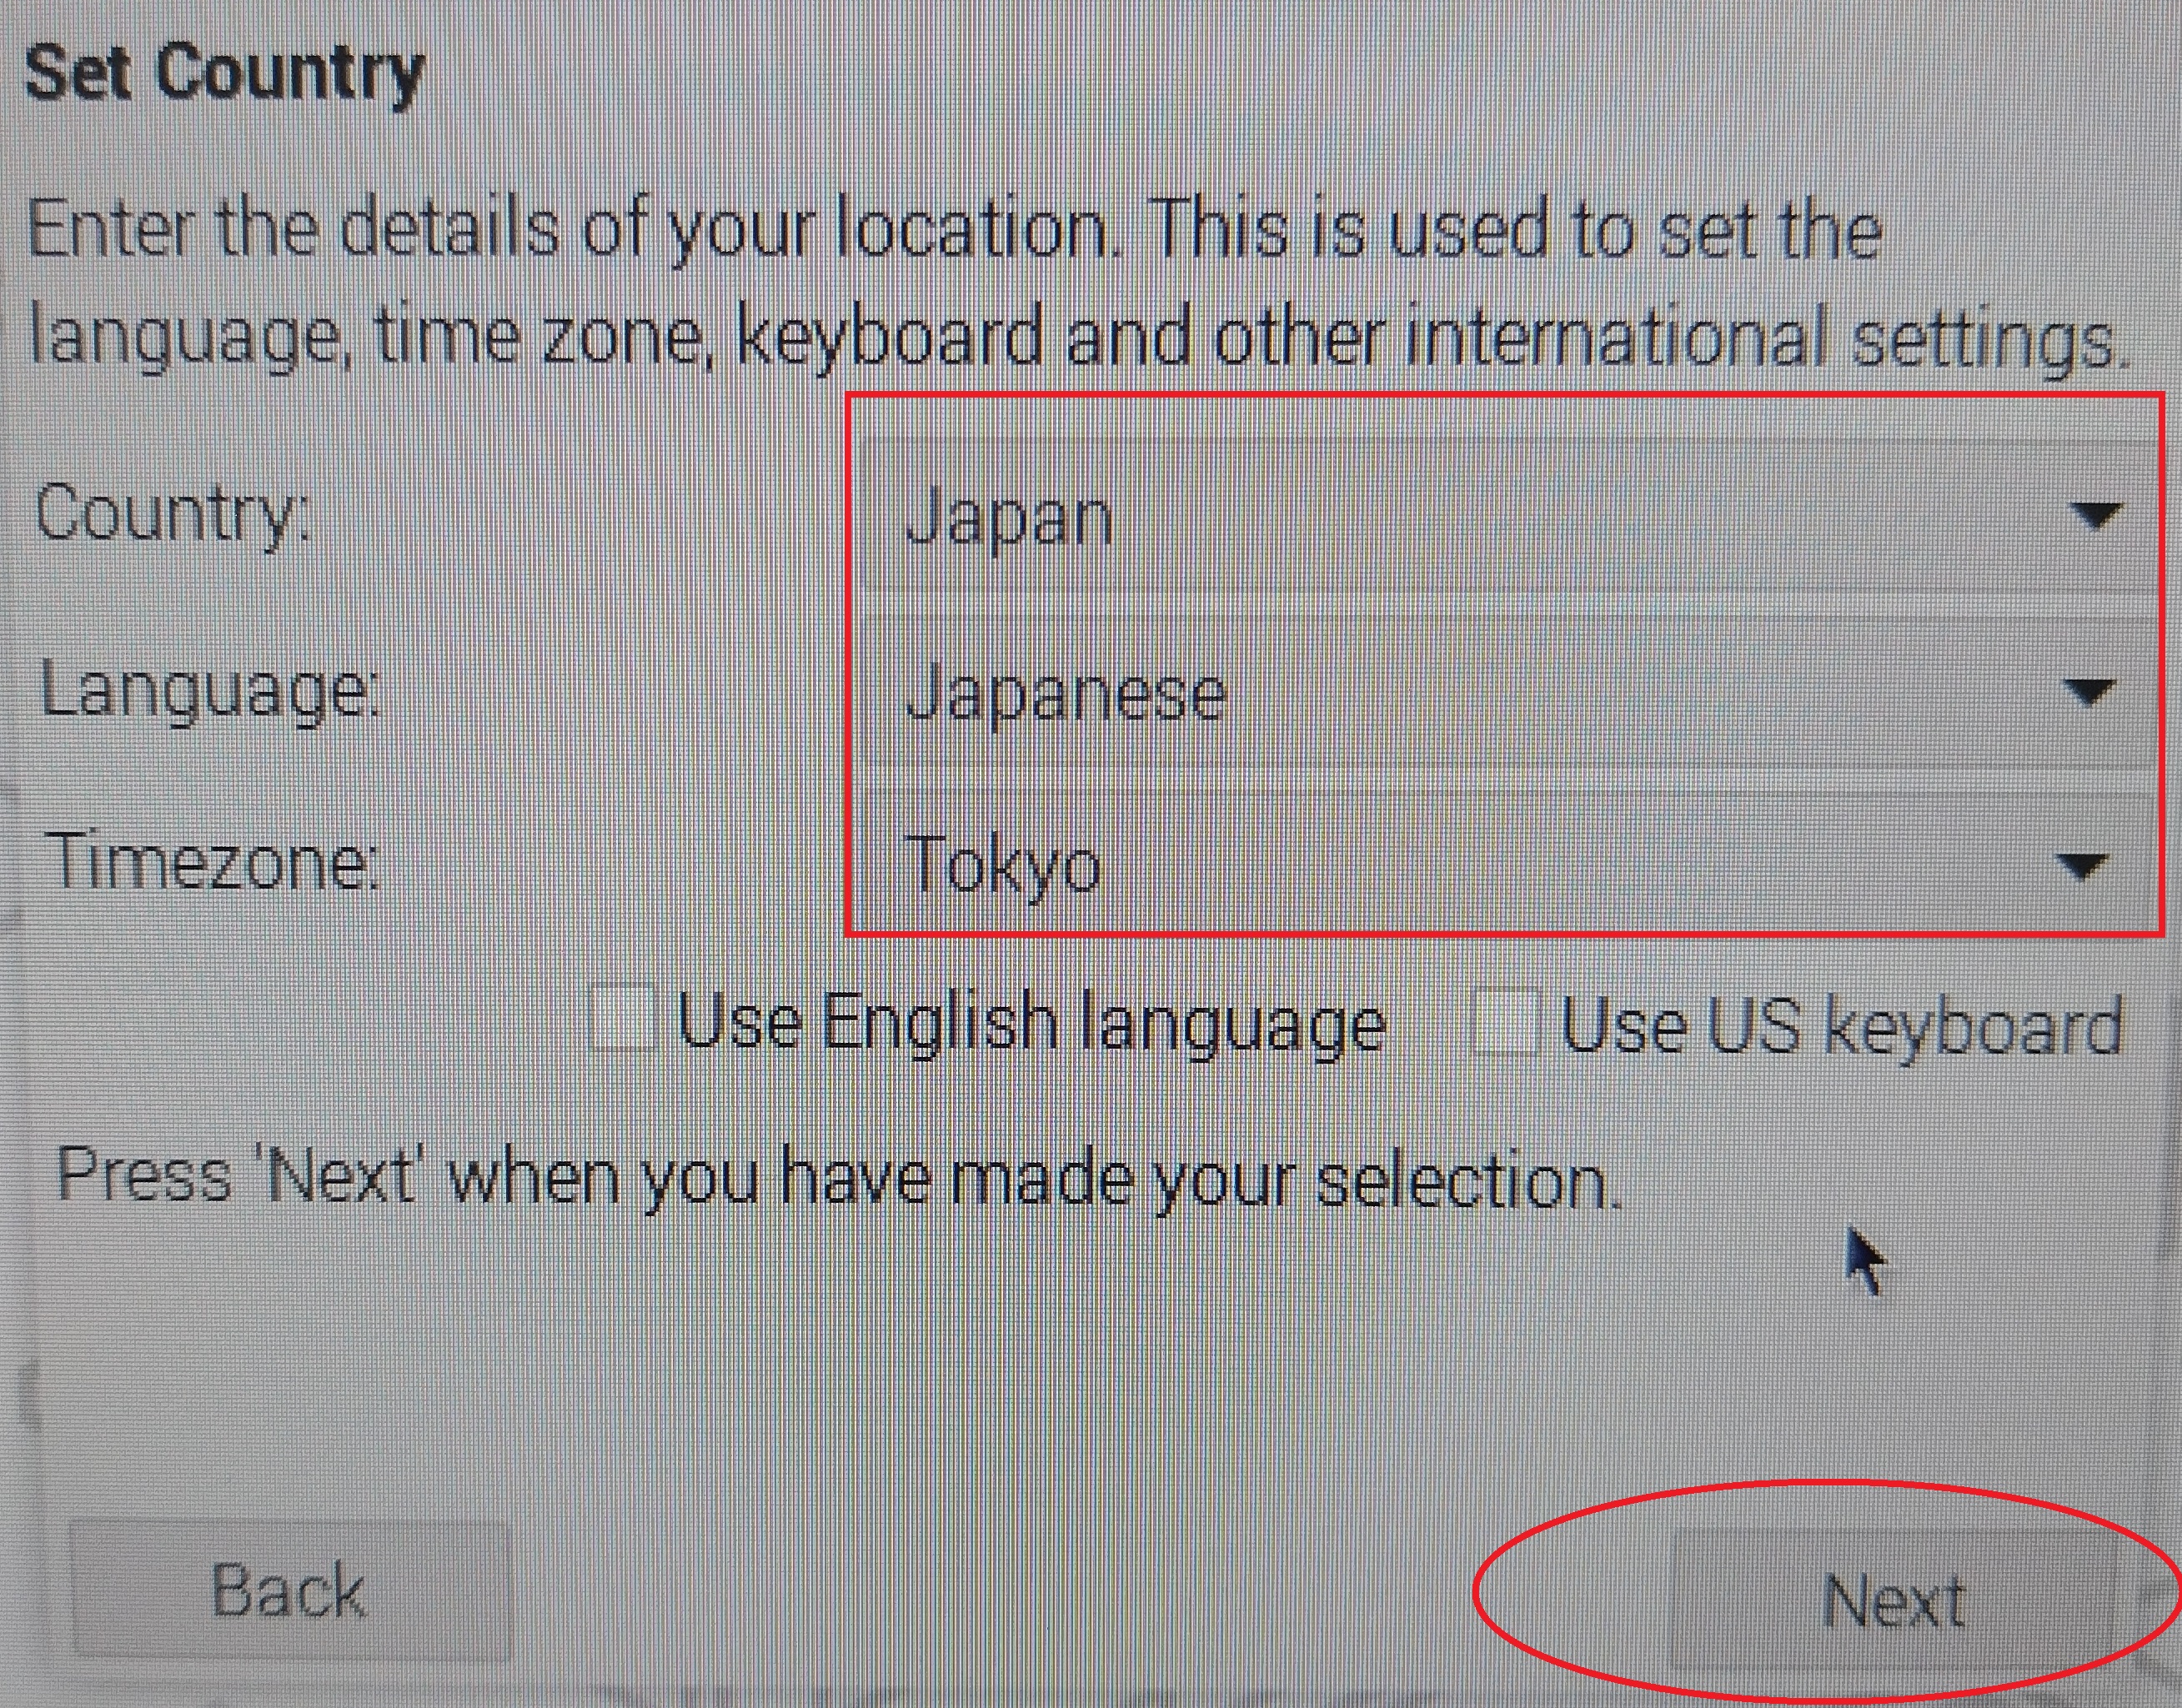 Set Country
Enter the details of your location. This is used to set the
language, time zone, keyboard and other international settings.
Country:
Japan
Language:
Japanese
Timezone:
Tokyo
Use English language
Use US keyboard
Press 'Next' when you have made your selection.
Back
Next